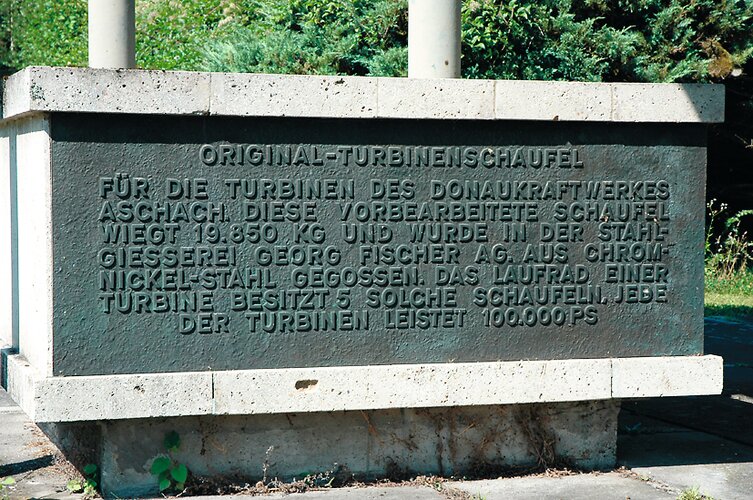 ORIGINAL-TURBINENSCHAUFEL
FÜR DIE TURBINEN DES DONAUKRAFTWERKES
ASCHACH. DIESE VORBEARBEITETE SCHAUFEL
WIEGT 19.850 KG UND WURDE IN DER STAHL-
GIESSEREI GEORG FISCHER AG. AUS CHROM-
NICKEL-STAHL GEGOSSEN. DAS LAUFRAD EINER
TURBINE BESITZT 5 SOLCHE SCHAUFELN. JEDE
DER TURBINEN LEISTET 100.000 PS